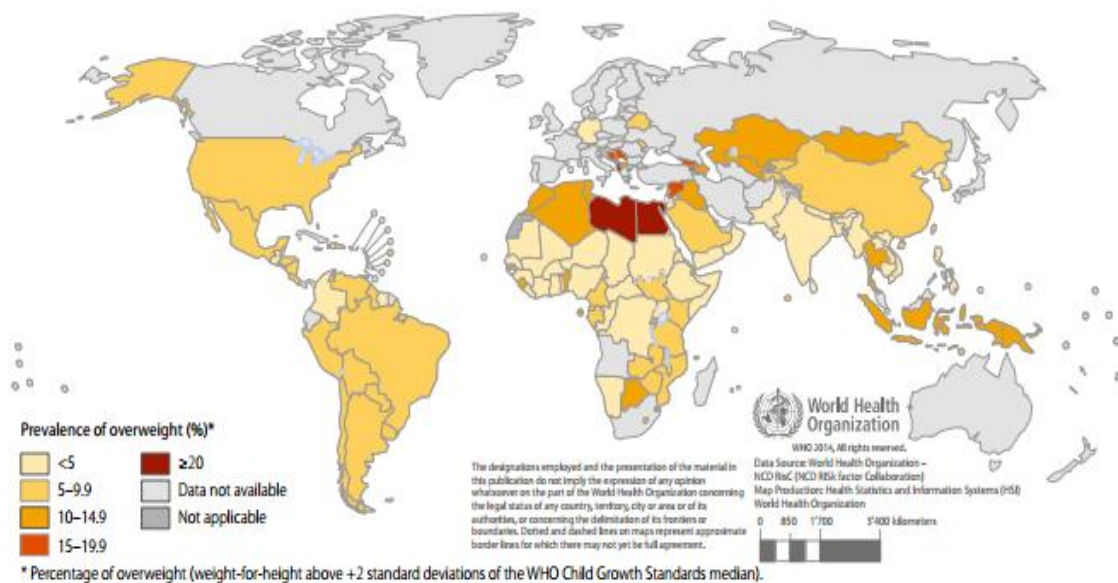 Prevalence of overweight (%)*
<5
5–9.9
10–14.9
15–19.9
≥20
Data not available
Not applicable
The designations employed and the presentation of the material in
this publication do not imply the expression of any opinion
whatsoever on the part of the World Health Organization concerning
the legal status of any country, territory, city or area or of its
authorities, or concerning the delimitation of its frontiers or
boundaries. Dotted and dashed lines on maps represent approximate
border lines for which there may not yet be full agreement.
World Health
Organization
WHO 2014, All rights reserved.
Data Source: World Health Organization –
NCD RisC (NCD RISk factor Collaboration)
Map Production: Health Statistics and Information Systems (HSI)
World Health Organization
0 850 1'700 3'400 kilometers
* Percentage of overweight (weight-for-height above +2 standard deviations of the WHO Child Growth Standards median).